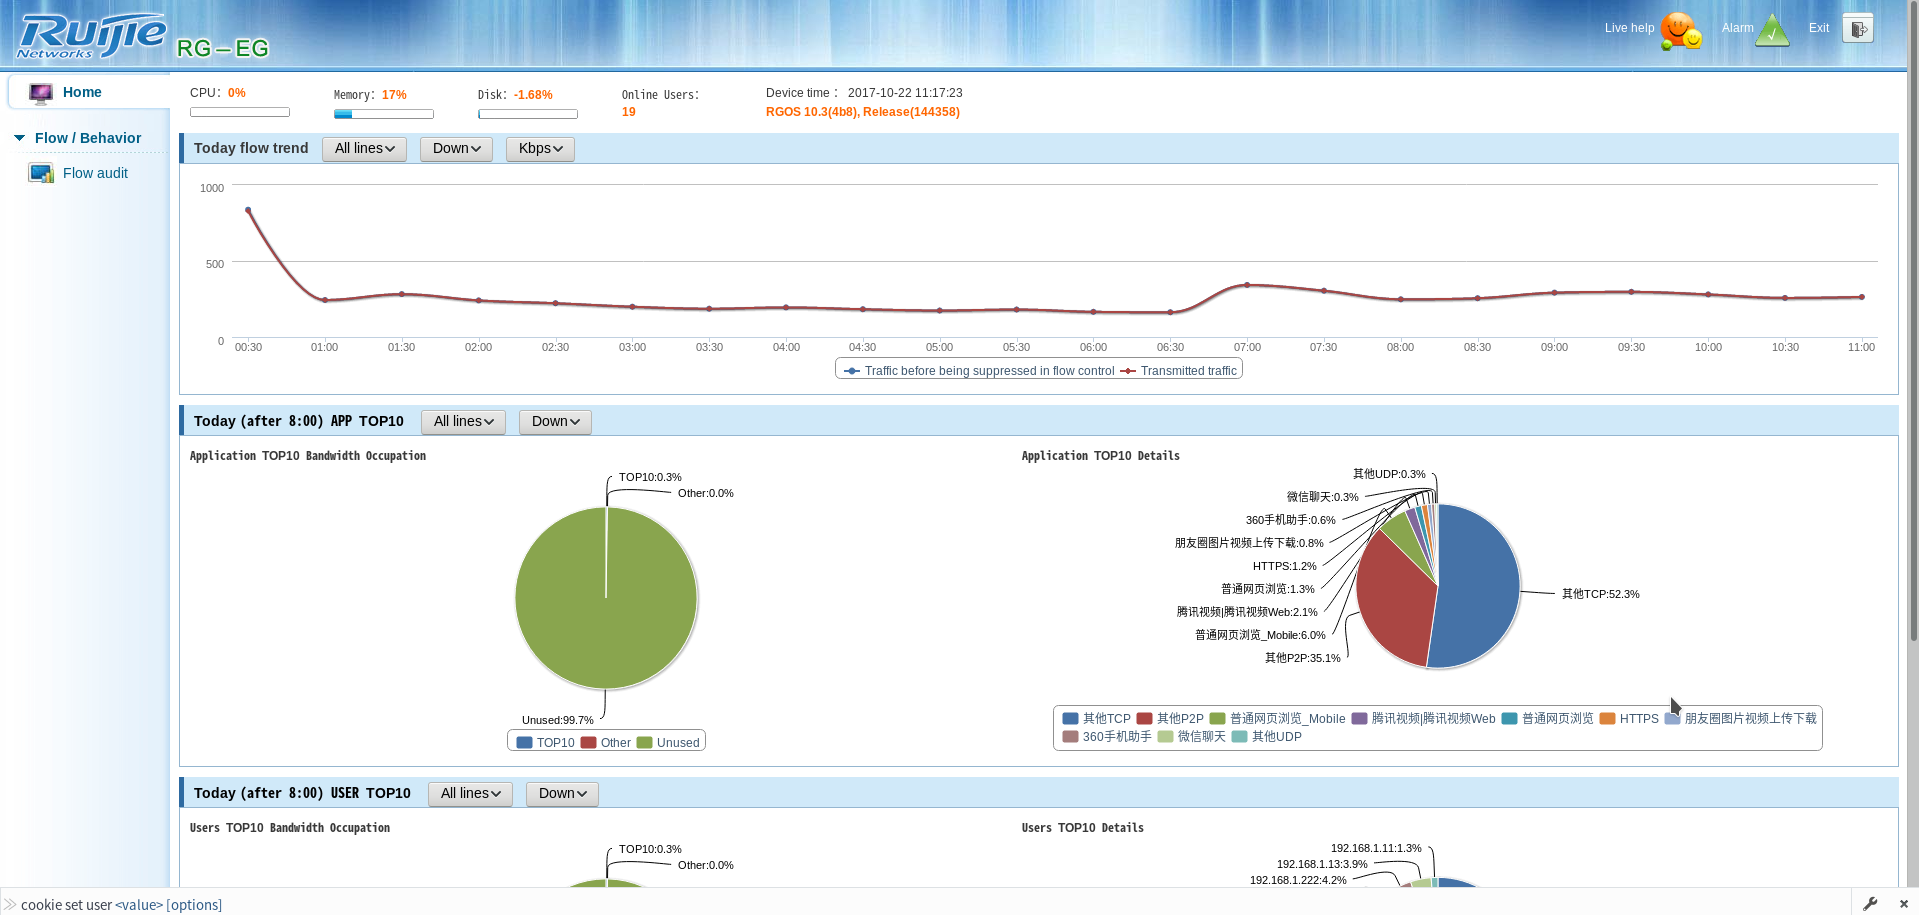 Ruijie Networks RG-EG Live help Alarm Exit
Home
Flow / Behavior
Flow audit
CPU: 0% Memory: 17% Disk: -1.68% Online Users: 19 Device time : 2017-10-22 11:17:23
RGOS 10.3(4b8), Release(144358)
Today flow trend All lines Down Kbps
1000
500
0
00:30 01:00 01:30 02:00 02:30 03:00 03:30 04:00 04:30 05:00 05:30 06:00 06:30 07:00 07:30 08:00 08:30 09:00 09:30 10:00 10:30 11:00
Traffic before being suppressed in flow control Transmitted traffic
Today (after 8:00) APP TOP10 All lines Down
Application TOP10 Bandwidth Occupation
TOP10:0.3%
Other:0.0%
Unused:99.7%
TOP10 Other Unused
Application TOP10 Details
其他UDP:0.3%
微信聊天:0.3%
360手机助手:0.6%
朋友圈图片视频上传下载:0.8%
HTTPS:1.2%
普通网页浏览:1.3%
腾讯视频|腾讯视频Web:2.1%
普通网页浏览_Mobile:6.0%
其他P2P:35.1%
其他TCP:52.3%
其他TCP 其他P2P 普通网页浏览_Mobile 腾讯视频|腾讯视频Web 普通网页浏览 HTTPS 朋友圈图片视频上传下载
360手机助手 微信聊天 其他UDP
Today (after 8:00) USER TOP10 All lines Down
Users TOP10 Bandwidth Occupation
TOP10:0.3%
Other:0.0%
Users TOP10 Details
192.168.1.11:1.3%
192.168.1.13:3.9%
192.168.1.222:4.2%
cookie set user <value> [options]